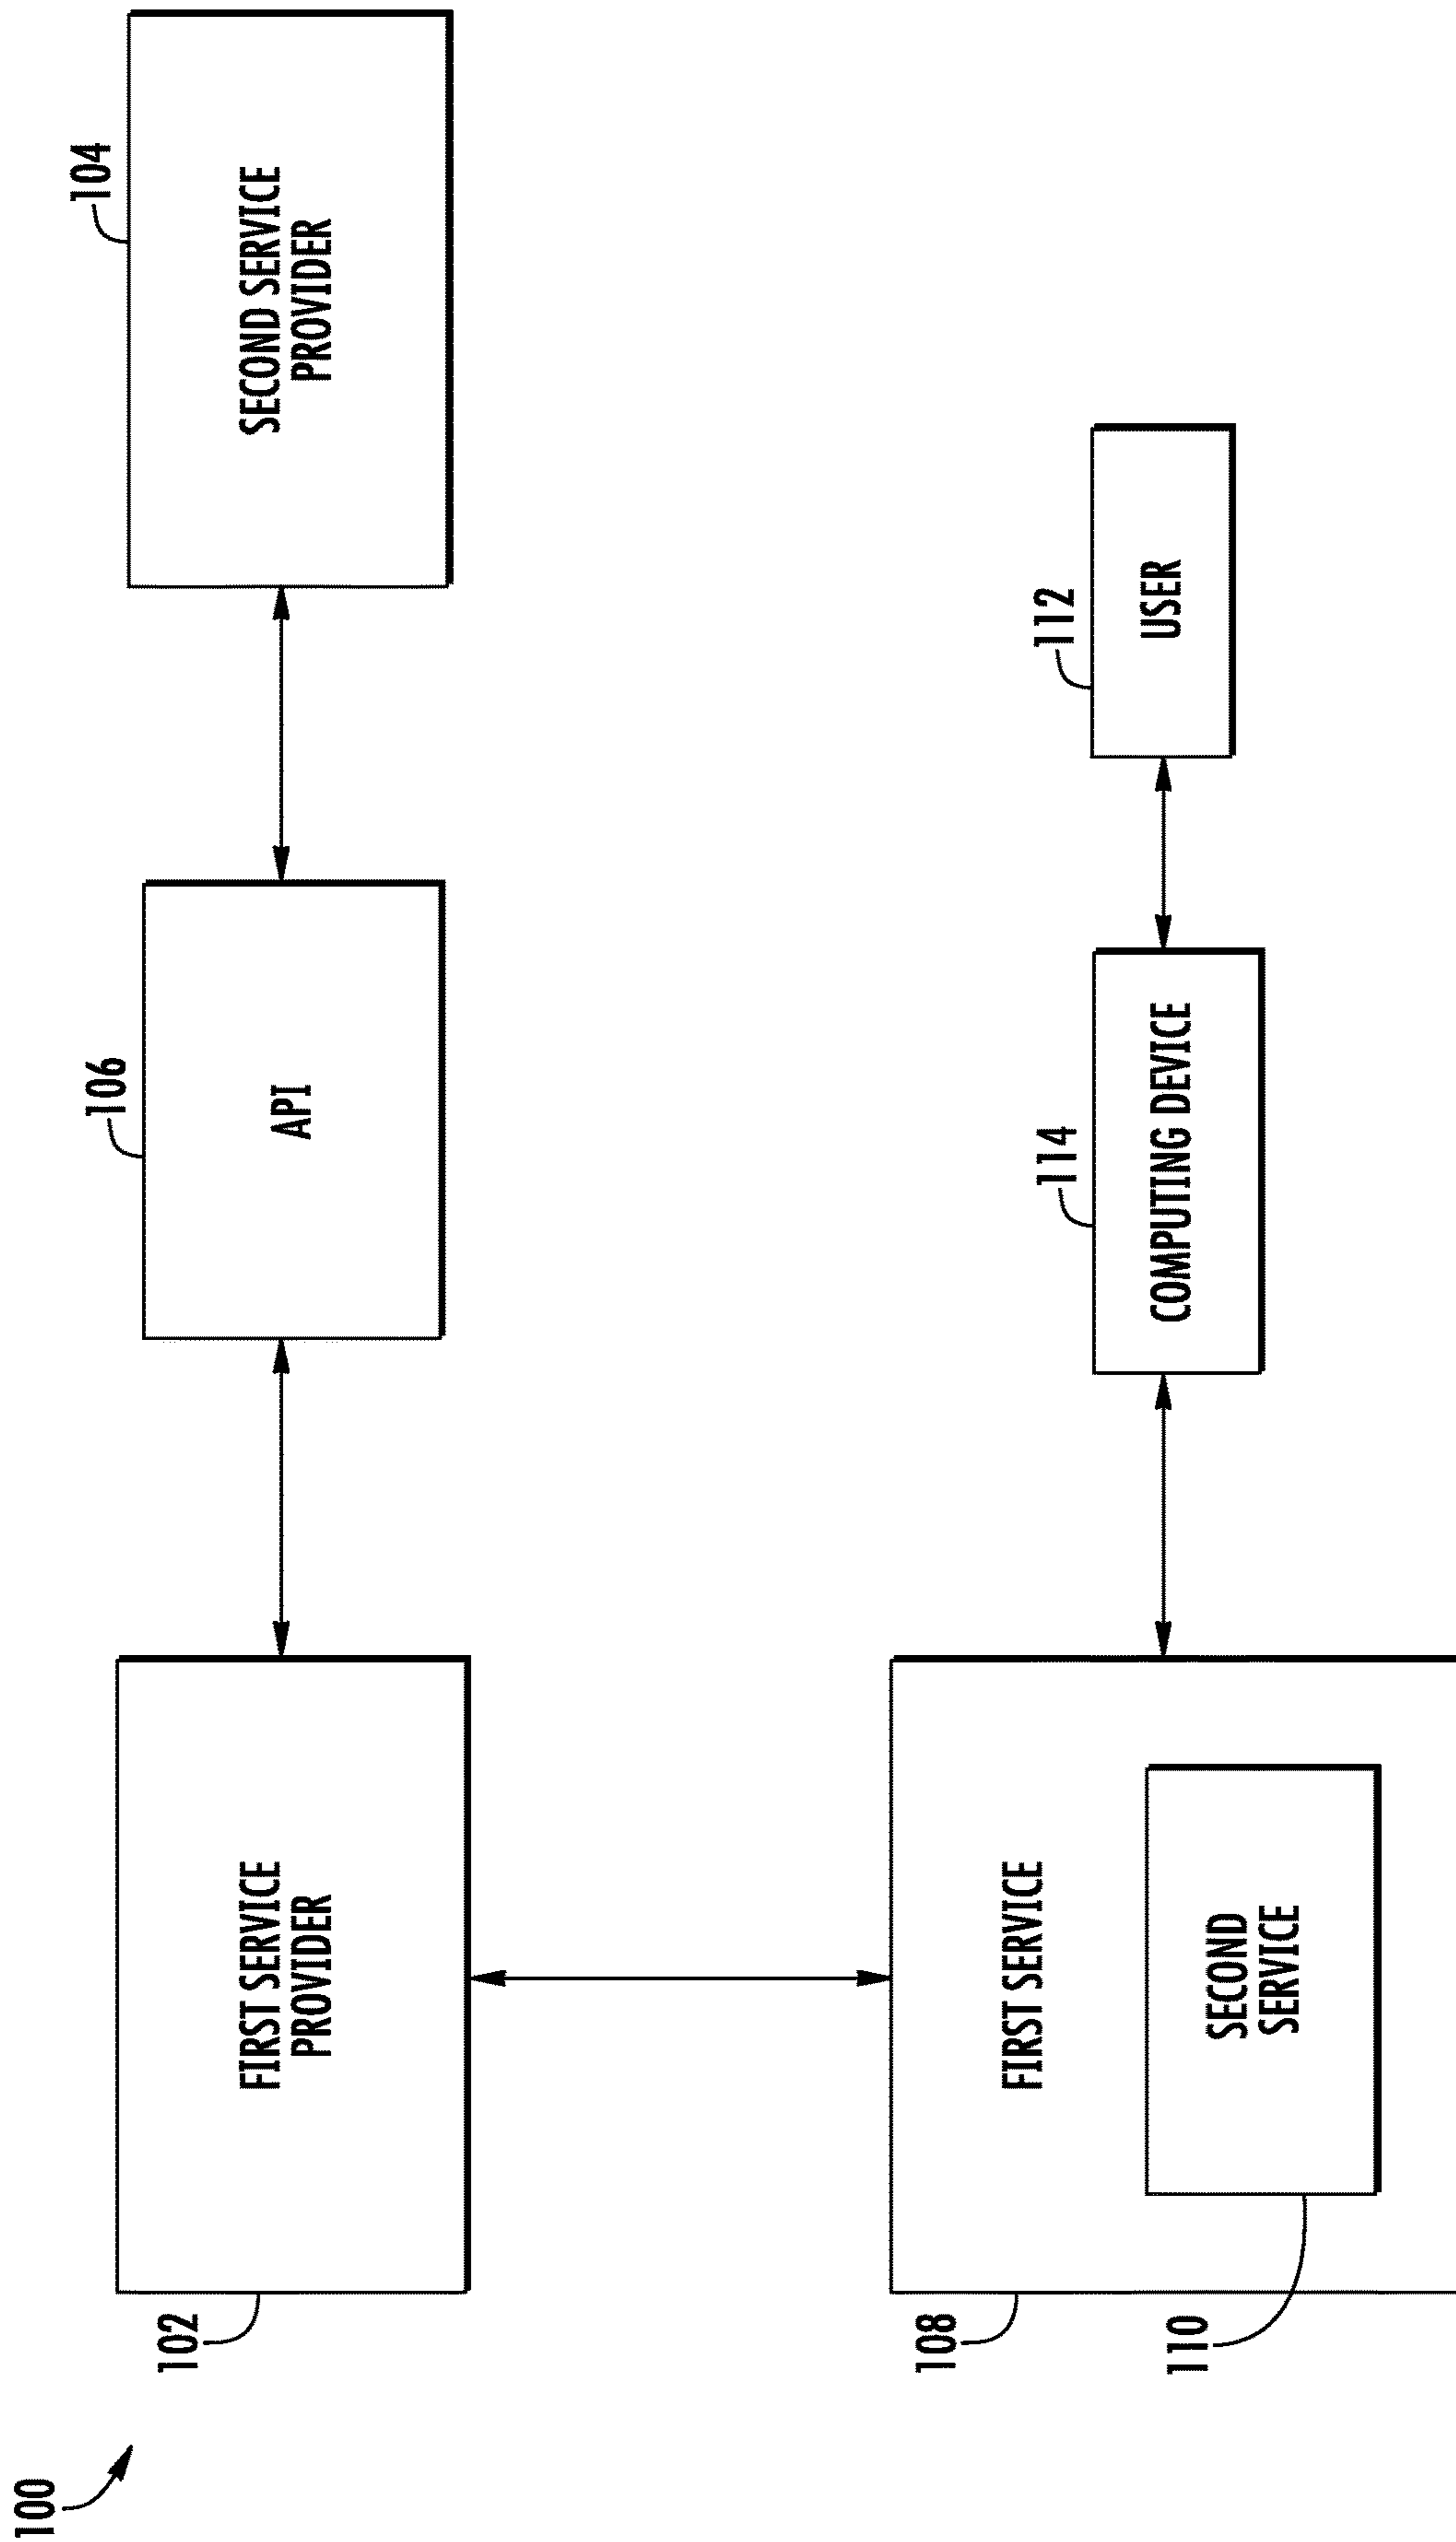 100
102
FIRST SERVICE
PROVIDER
106
API
104
SECOND SERVICE
PROVIDER
108
FIRST SERVICE
110
SECOND
SERVICE
114
COMPUTING DEVICE
112
USER